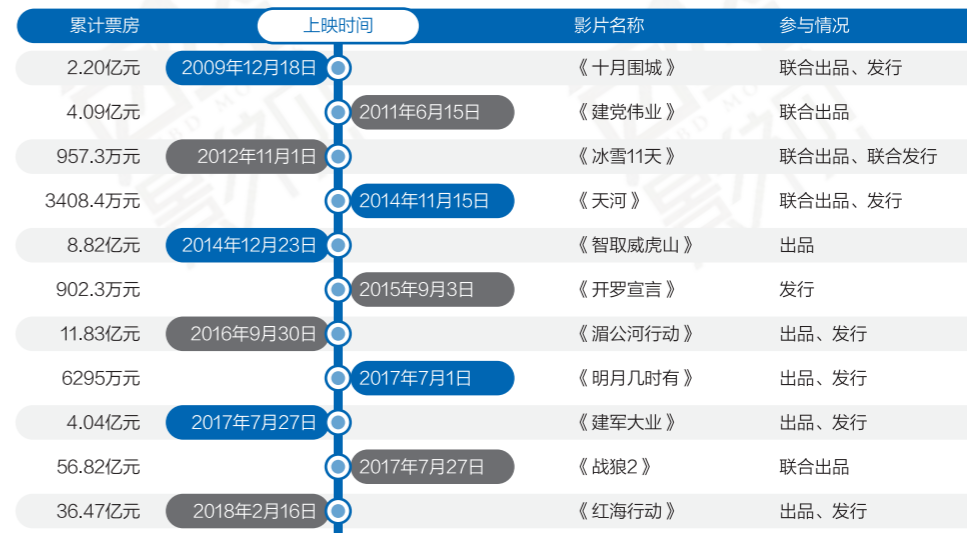 累计票房 上映时间 影片名称 参与情况
2.20亿元 2009年12月18日 《十月围城》 联合出品、发行
4.09亿元 2011年6月15日 《建党伟业》 联合出品
957.3万元 2012年11月1日 《冰雪11天》 联合出品、联合发行
3408.4万元 2014年11月15日 《天河》 联合出品、发行
8.82亿元 2014年12月23日 《智取威虎山》 出品
902.3万元 2015年9月3日 《开罗宣言》 发行
11.83亿元 2016年9月30日 《湄公河行动》 出品、发行
6295万元 2017年7月1日 《明月几时有》 出品、发行
4.04亿元 2017年7月27日 《建军大业》 出品、发行
56.82亿元 2017年7月27日 《战狼2》 联合出品
36.47亿元 2018年2月16日 《红海行动》 出品、发行